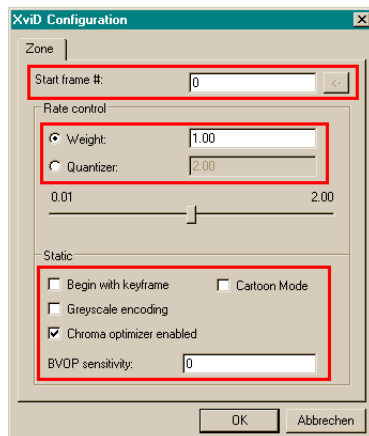 XviD Configuration
Zone
Start frame #: 0 <-
Rate control
Weight: 1.00
Quantizer: 2.00
0.01 2.00
Static
Begin with keyframe Cartoon Mode
Greyscale encoding
Chroma optimizer enabled
BVOP sensitivity: 0
OK Abbrechen